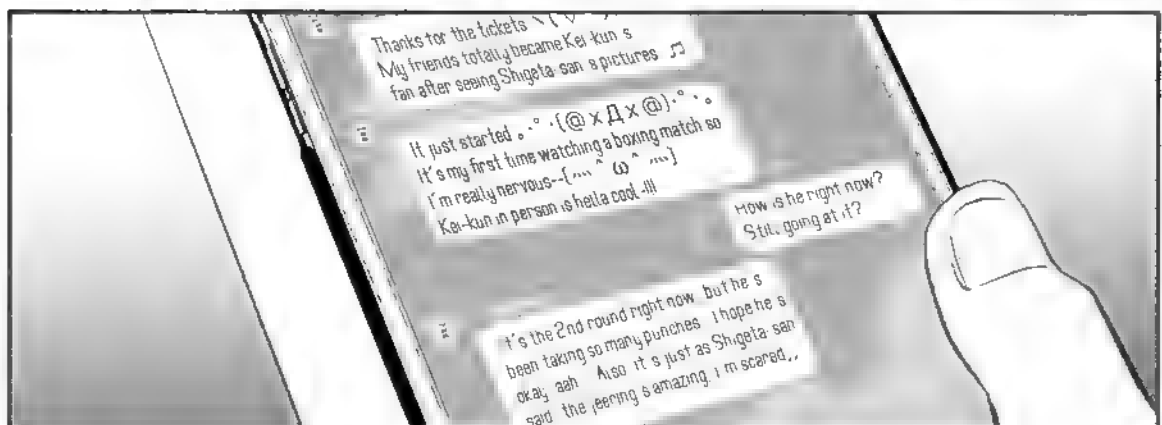 Thanks for the tickets ヽ(
My friends totally became Kei-kun s
fan after seeing Shigeta-san s pictures ♫
It just started 。・°・(@ x Д x @)・°・。
It's my first time watching a boxing match so
I'm really nervous--(,,,, ^ ω ^ ,,,,)
Kei-kun in person is hella cool-!!!
How is he right now?
Still going at it?
t's the 2nd round right now but he s
been taking so many punches I hope he s
okay aah Also it s just as Shigeta-san
said the jeering s amazing. I m scared,,